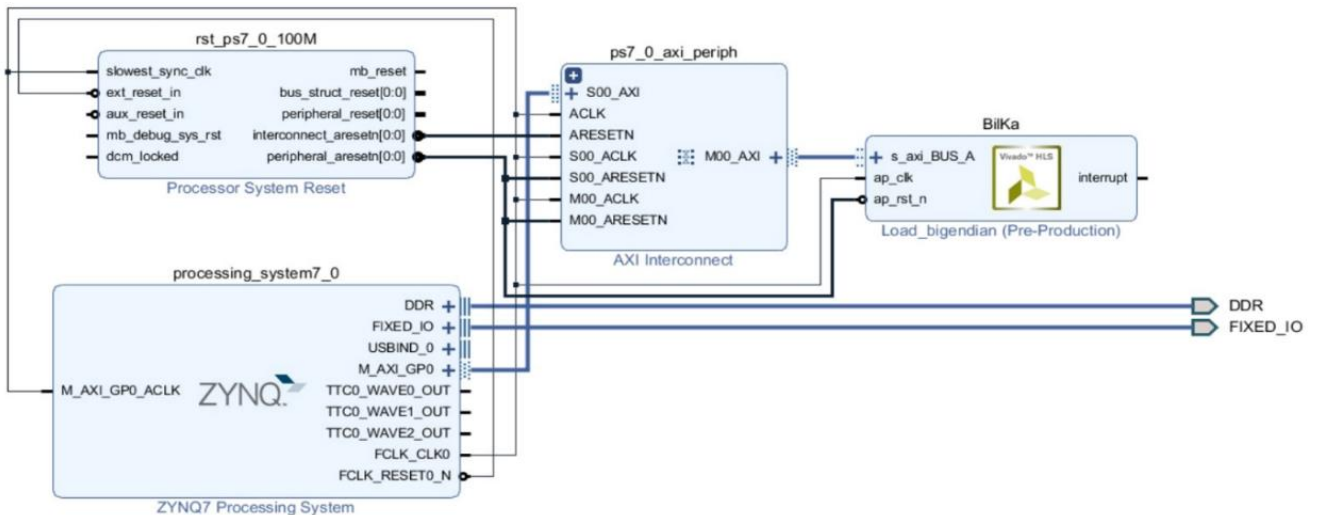 rst_ps7_0_100M
slowest_sync_clk
ext_reset_in
aux_reset_in
mb_debug_sys_rst
dcm_locked
mb_reset
bus_struct_reset[0:0]
peripheral_reset[0:0]
interconnect_aresetn[0:0]
peripheral_aresetn[0:0]
Processor System Reset
ps7_0_axi_periph
S00_AXI
ACLK
ARESETN
S00_ACLK
S00_ARESETN
M00_ACLK
M00_ARESETN
M00_AXI
AXI Interconnect
BilKa
s_axi_BUS_A
ap_clk
ap_rst_n
Vivado™ HLS
interrupt
Load_bigendian (Pre-Production)
processing_system7_0
M_AXI_GP0_ACLK
ZYNQ
DDR
FIXED_IO
USBIND_0
M_AXI_GP0
TTC0_WAVE0_OUT
TTC0_WAVE1_OUT
TTC0_WAVE2_OUT
FCLK_CLK0
FCLK_RESET0_N
ZYNQ7 Processing System
DDR
FIXED_IO